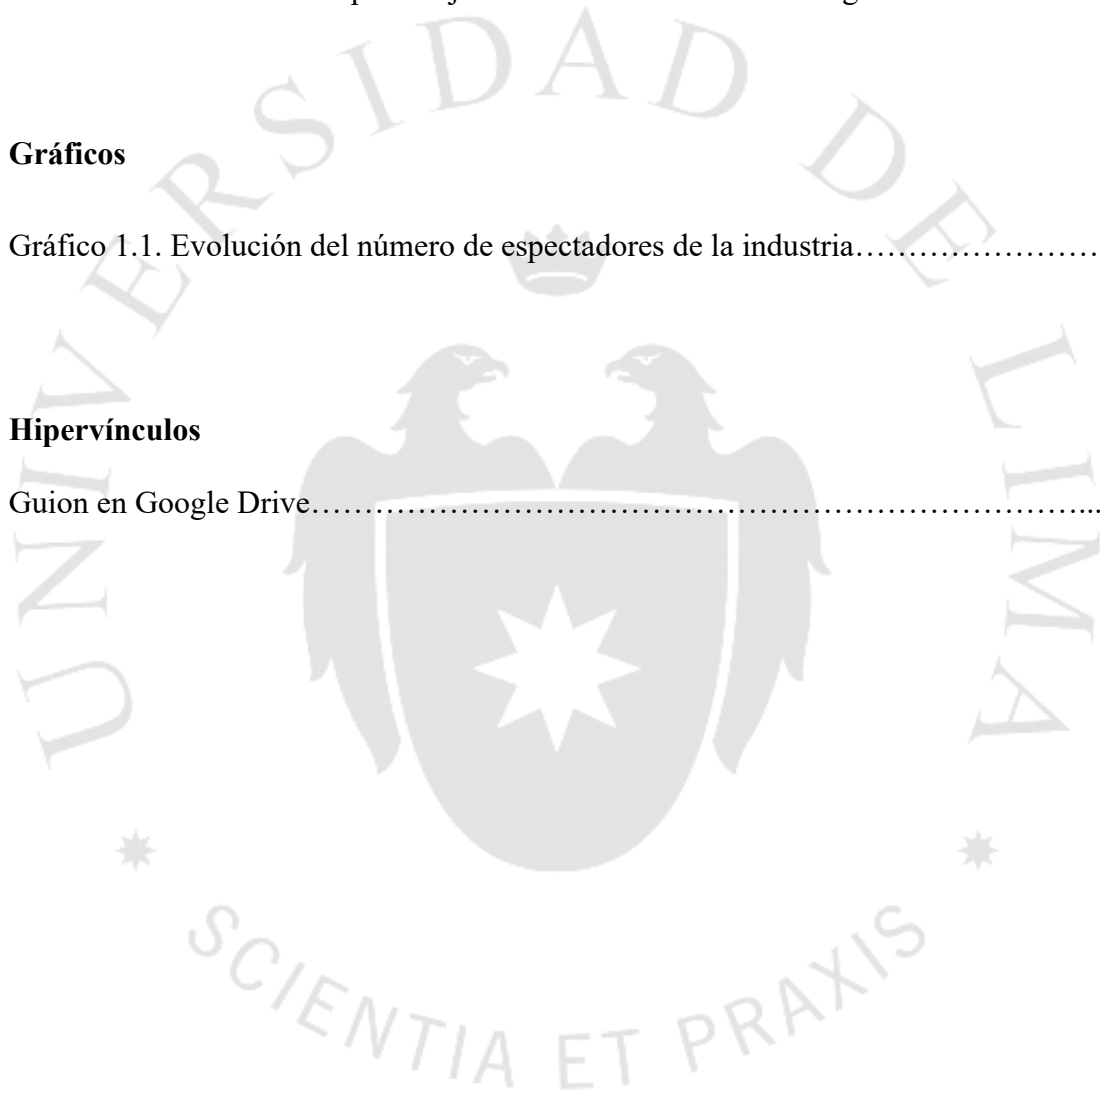 Gráficos
Gráfico 1.1. Evolución del número de espectadores de la industria……………………
Hipervínculos
Guion en Google Drive………………………………………………………………...
UNIVERSIDAD DE LIMA
SCIENTIA ET PRAXIS